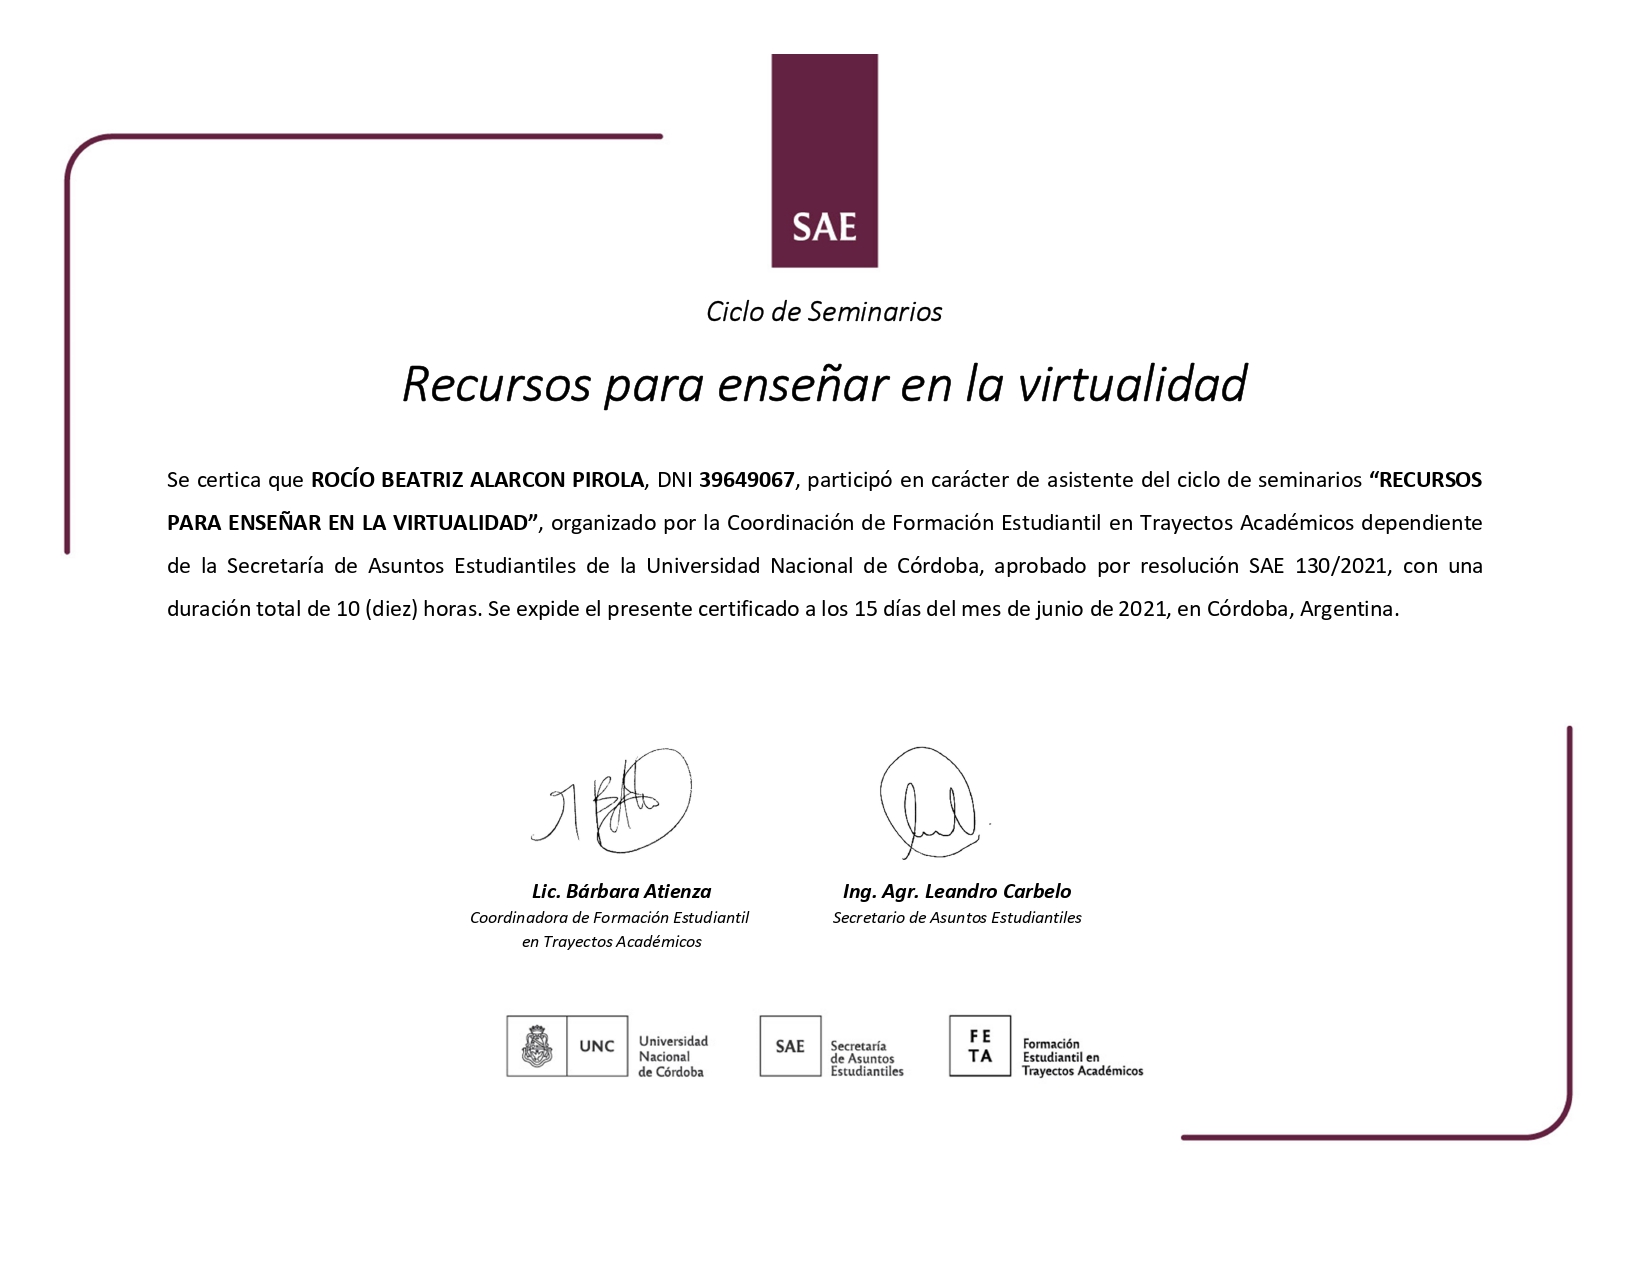 SAE
Ciclo de Seminarios
Recursos para enseñar en la virtualidad
Se certica que ROCÍO BEATRIZ ALARCON PIROLA, DNI 39649067, participó en carácter de asistente del ciclo de seminarios “RECURSOS
PARA ENSEÑAR EN LA VIRTUALIDAD”, organizado por la Coordinación de Formación Estudiantil en Trayectos Académicos dependiente
de la Secretaría de Asuntos Estudiantiles de la Universidad Nacional de Córdoba, aprobado por resolución SAE 130/2021, con una
duración total de 10 (diez) horas. Se expide el presente certificado a los 15 días del mes de junio de 2021, en Córdoba, Argentina.
Lic. Bárbara Atienza
Coordinadora de Formación Estudiantil
en Trayectos Académicos
Ing. Agr. Leandro Carbelo
Secretario de Asuntos Estudiantiles
UNC
Universidad
Nacional
de Córdoba
SAE
Secretaría
de Asuntos
Estudiantiles
FE
TA
Formación
Estudiantil en
Trayectos Académicos